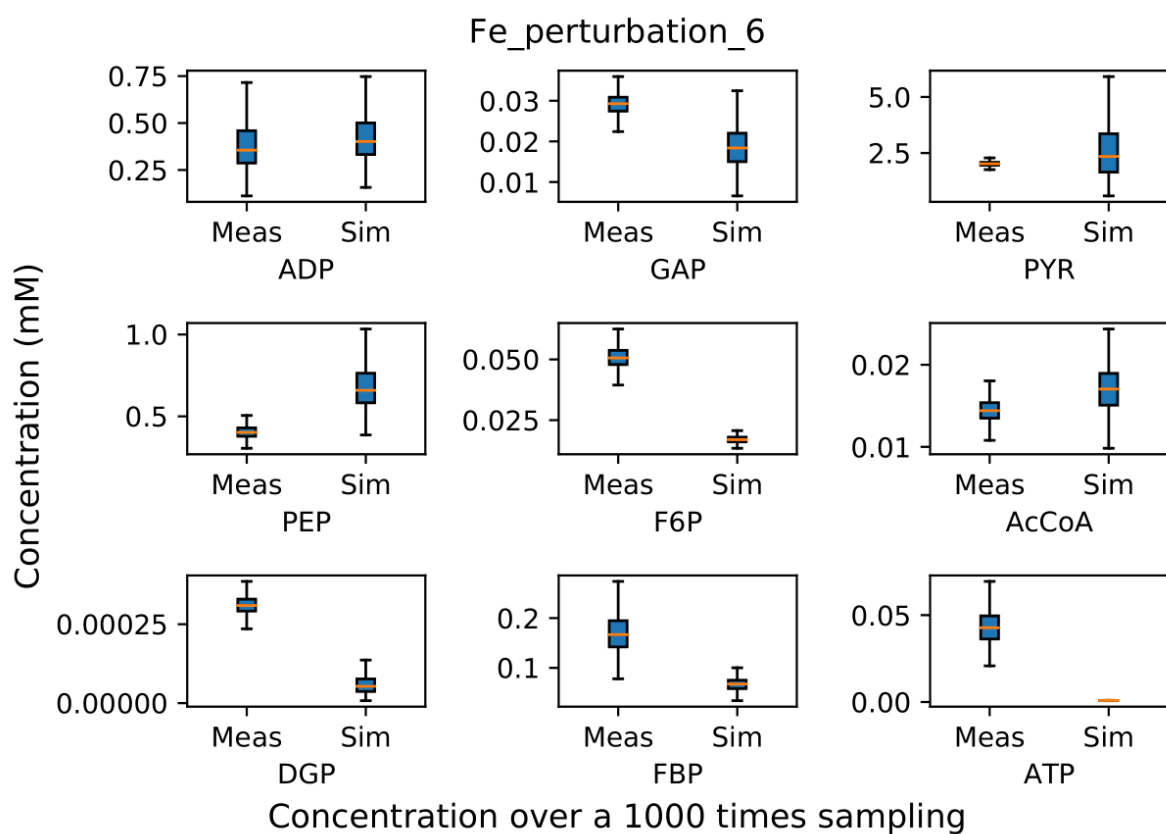 Fe_perturbation_6
0.75
0.50
0.25
Meas Sim
ADP
0.03
0.02
0.01
Meas Sim
GAP
5.0
2.5
Meas Sim
PYR
Concentration (mM)
1.0
0.5
Meas Sim
PEP
0.050
0.025
Meas Sim
F6P
0.02
0.01
Meas Sim
AcCoA
0.00025
0.00000
Meas Sim
DGP
0.2
0.1
Meas Sim
FBP
0.05
0.00
Meas Sim
ATP
Concentration over a 1000 times sampling